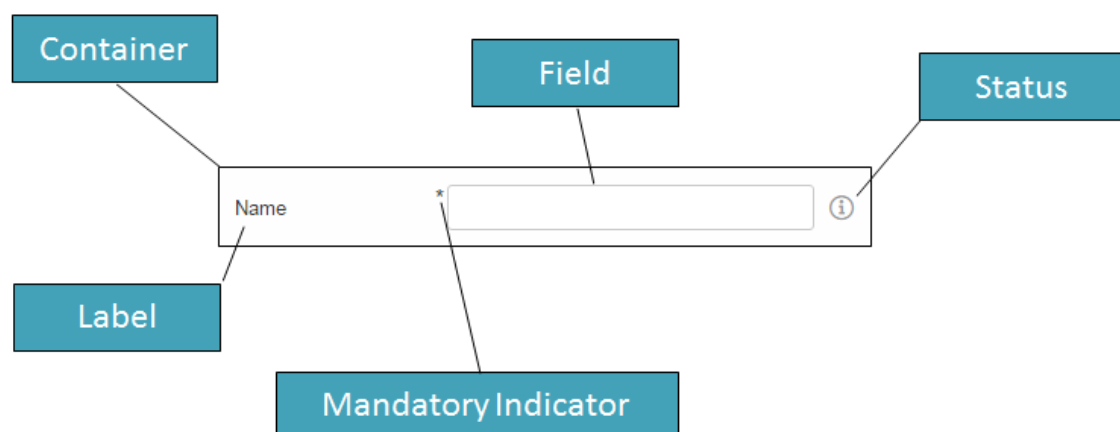 Container
Field
Status
Name
*
Label
Mandatory Indicator